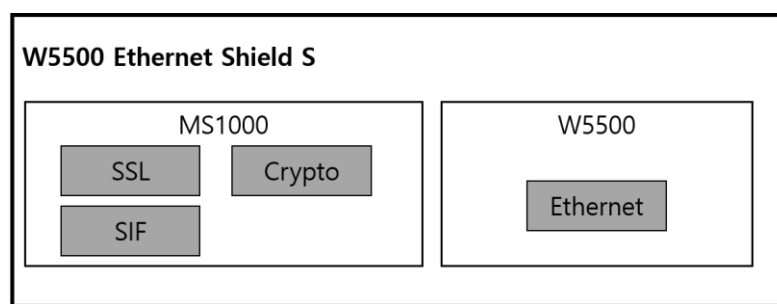 W5500 Ethernet Shield S
MS1000
SSL
Crypto
SIF
W5500
Ethernet